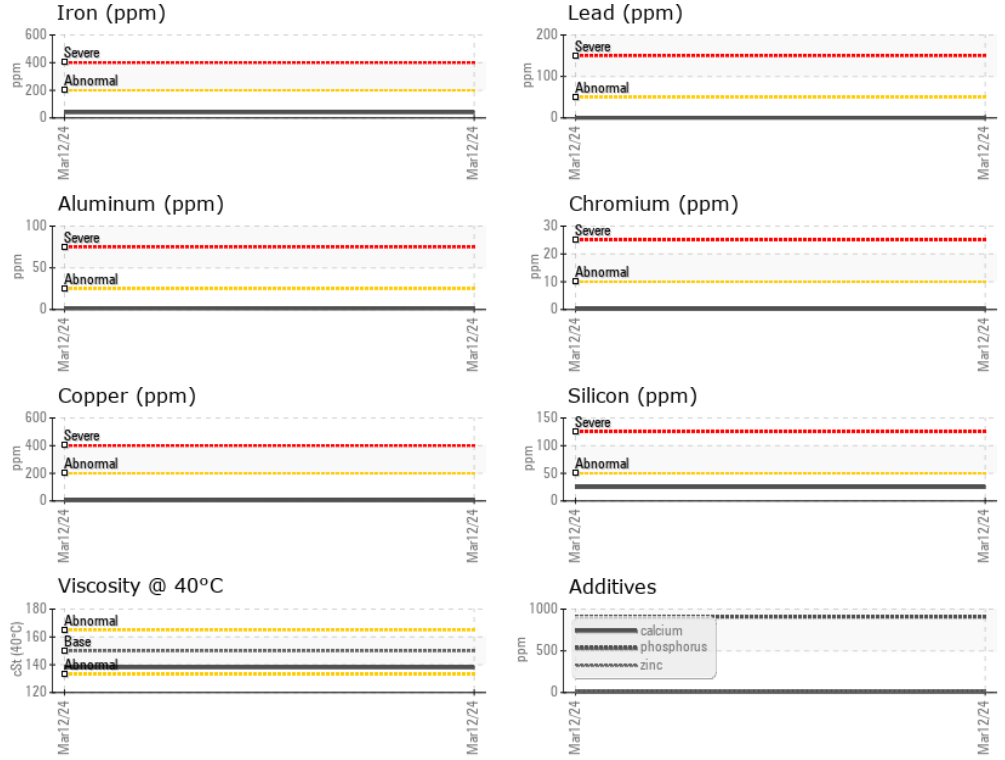 Iron (ppm)
600
400
200
0
ppm
Severe
Abnormal
Mar12/24
Mar12/24
Lead (ppm)
200
100
0
ppm
Severe
Abnormal
Mar12/24
Mar12/24
Aluminum (ppm)
100
50
0
ppm
Severe
Abnormal
Mar12/24
Mar12/24
Chromium (ppm)
30
20
10
0
ppm
Severe
Abnormal
Mar12/24
Mar12/24
Copper (ppm)
600
400
200
0
ppm
Severe
Abnormal
Mar12/24
Mar12/24
Silicon (ppm)
150
100
50
0
ppm
Severe
Abnormal
Mar12/24
Mar12/24
Viscosity @ 40°C
180
160
140
120
cSt (40°C)
Abnormal
Base
Abnormal
Mar12/24
Mar12/24
Additives
1000
500
0
ppm
calcium
phosphorus
zinc
Mar12/24
Mar12/24